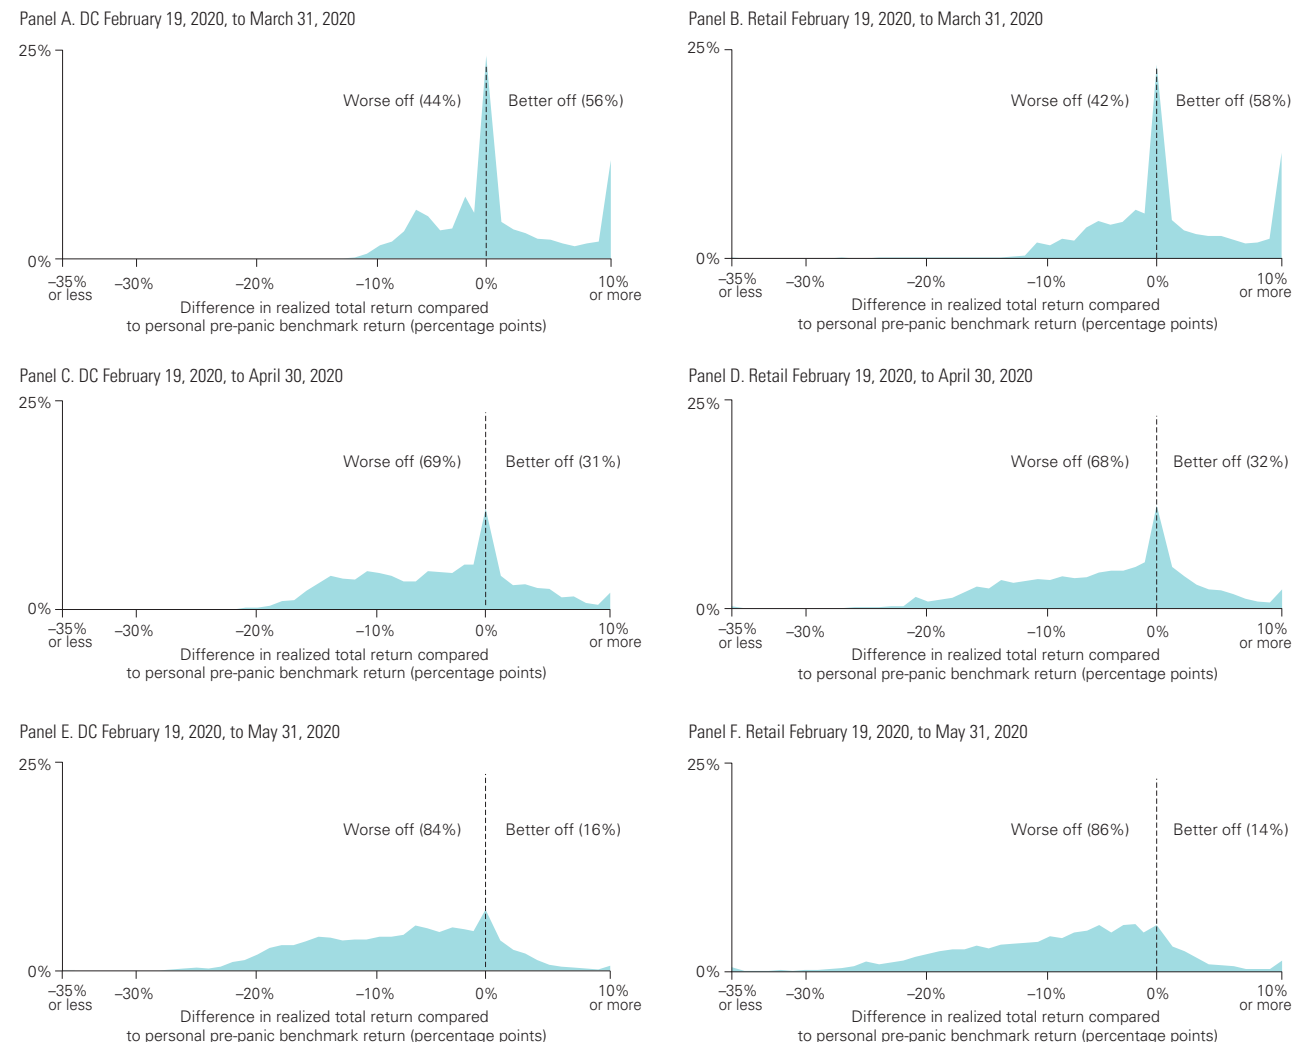 Panel A. DC February 19, 2020, to March 31, 2020
25%
Worse off (44%)
Better off (56%)
0%
–35% or less
–30%
–20%
–10%
0%
10% or more
Difference in realized total return compared
to personal pre-panic benchmark return (percentage points)
Panel B. Retail February 19, 2020, to March 31, 2020
25%
Worse off (42%)
Better off (58%)
0%
–35% or less
–30%
–20%
–10%
0%
10% or more
Difference in realized total return compared
to personal pre-panic benchmark return (percentage points)
Panel C. DC February 19, 2020, to April 30, 2020
25%
Worse off (69%)
Better off (31%)
0%
–35% or less
–30%
–20%
–10%
0%
10% or more
Difference in realized total return compared
to personal pre-panic benchmark return (percentage points)
Panel D. Retail February 19, 2020, to April 30, 2020
25%
Worse off (68%)
Better off (32%)
0%
–35% or less
–30%
–20%
–10%
0%
10% or more
Difference in realized total return compared
to personal pre-panic benchmark return (percentage points)
Panel E. DC February 19, 2020, to May 31, 2020
25%
Worse off (84%)
Better off (16%)
0%
–35% or less
–30%
–20%
–10%
0%
10% or more
Difference in realized total return compared
to personal pre-panic benchmark return (percentage points)
Panel F. Retail February 19, 2020, to May 31, 2020
25%
Worse off (86%)
Better off (14%)
0%
–35% or less
–30%
–20%
–10%
0%
10% or more
Difference in realized total return compared
to personal pre-panic benchmark return (percentage points)